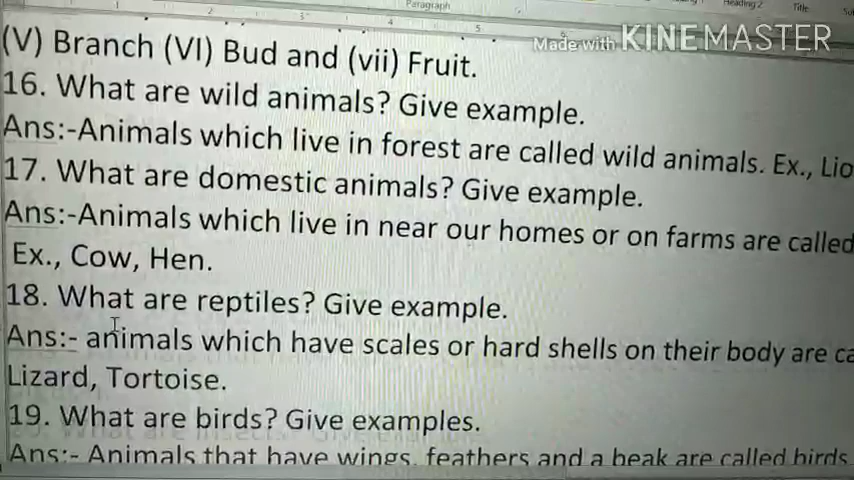 Paragraph
Heading 2
Title
Made with KINEMASTER
(V) Branch (VI) Bud and (vii) Fruit.
16. What are wild animals? Give example.
Ans:-Animals which live in forest are called wild animals. Ex., Lio
17. What are domestic animals? Give example.
Ans:-Animals which live in near our homes or on farms are called
Ex., Cow, Hen.
18. What are reptiles? Give example.
Ans:- animals which have scales or hard shells on their body are ca
Lizard, Tortoise.
19. What are birds? Give examples.
Ans:- Animals that have wings, feathers and a beak are called birds